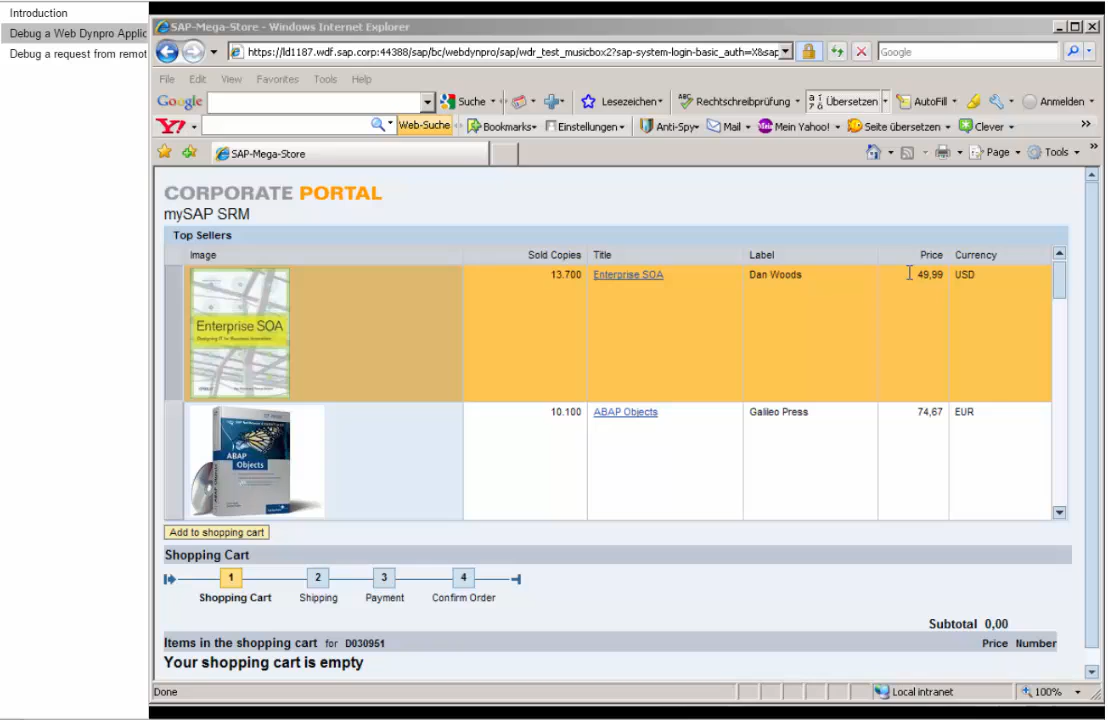 Introduction
Debug a Web Dynpro Applic
Debug a request from remot
SAP-Mega-Store - Windows Internet Explorer
https://ld1187.wdf.sap.corp:44388/sap/bc/webdynpro/sap/wdr_test_musicbox2?sap-system-login-basic_auth=X&sap
Google
File Edit View Favorites Tools Help
Google Suche Lesezeichen Rechtschreibprüfung Übersetzen AutoFill Anmelden
Y! Web-Suche Bookmarks Einstellungen Anti-Spy Mail Mein Yahoo! Seite übersetzen Clever »
SAP-Mega-Store Page Tools »
CORPORATE PORTAL
mySAP SRM
Top Sellers
Image Sold Copies Title Label Price Currency
13.700 Enterprise SOA Dan Woods 49,99 USD
Enterprise SOA
10.100 ABAP Objects Galileo Press 74,67 EUR
ABAP
Objects
Add to shopping cart
Shopping Cart
1 2 3 4
Shopping Cart Shipping Payment Confirm Order
Subtotal 0,00
Items in the shopping cart for D030951 Price Number
Your shopping cart is empty
Done Local intranet 100%